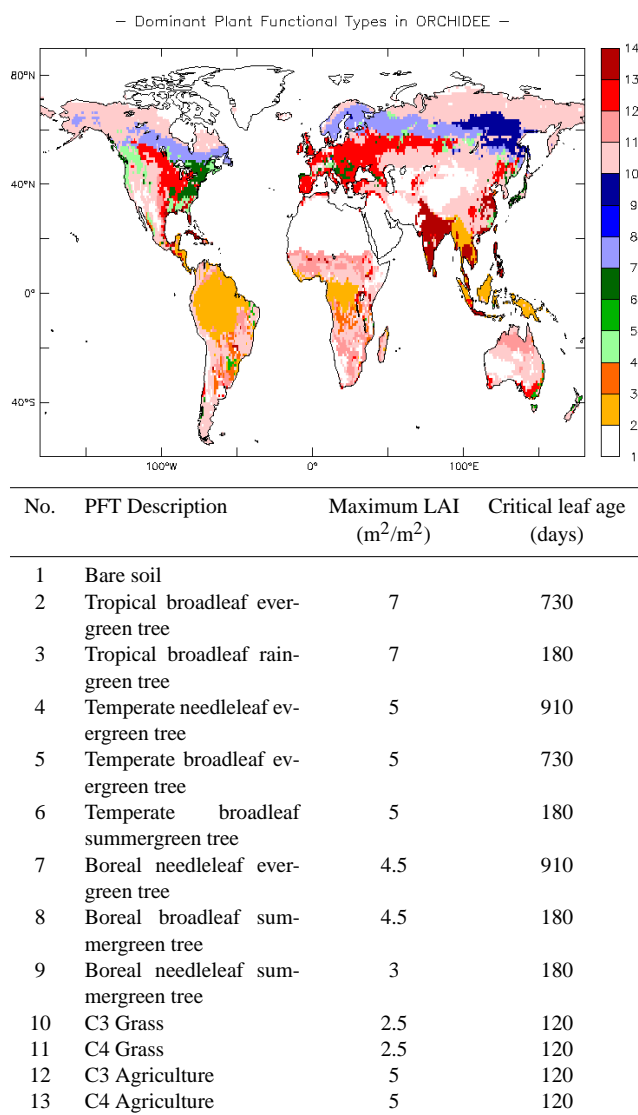 – Dominant Plant Functional Types in ORCHIDEE –
80°N
40°N
0°
40°S
100°W 0° 100°E
14
13
12
11
10
9
8
7
6
5
4
3
2
1
No. PFT Description Maximum LAI Critical leaf age
(m²/m²) (days)
1 Bare soil
2 Tropical broadleaf ever- 7 730
green tree
3 Tropical broadleaf rain- 7 180
green tree
4 Temperate needleleaf ev- 5 910
ergreen tree
5 Temperate broadleaf ev- 5 730
ergreen tree
6 Temperate broadleaf 5 180
summergreen tree
7 Boreal needleleaf ever- 4.5 910
green tree
8 Boreal broadleaf sum- 4.5 180
mergreen tree
9 Boreal needleleaf sum- 3 180
mergreen tree
10 C3 Grass 2.5 120
11 C4 Grass 2.5 120
12 C3 Agriculture 5 120
13 C4 Agriculture 5 120